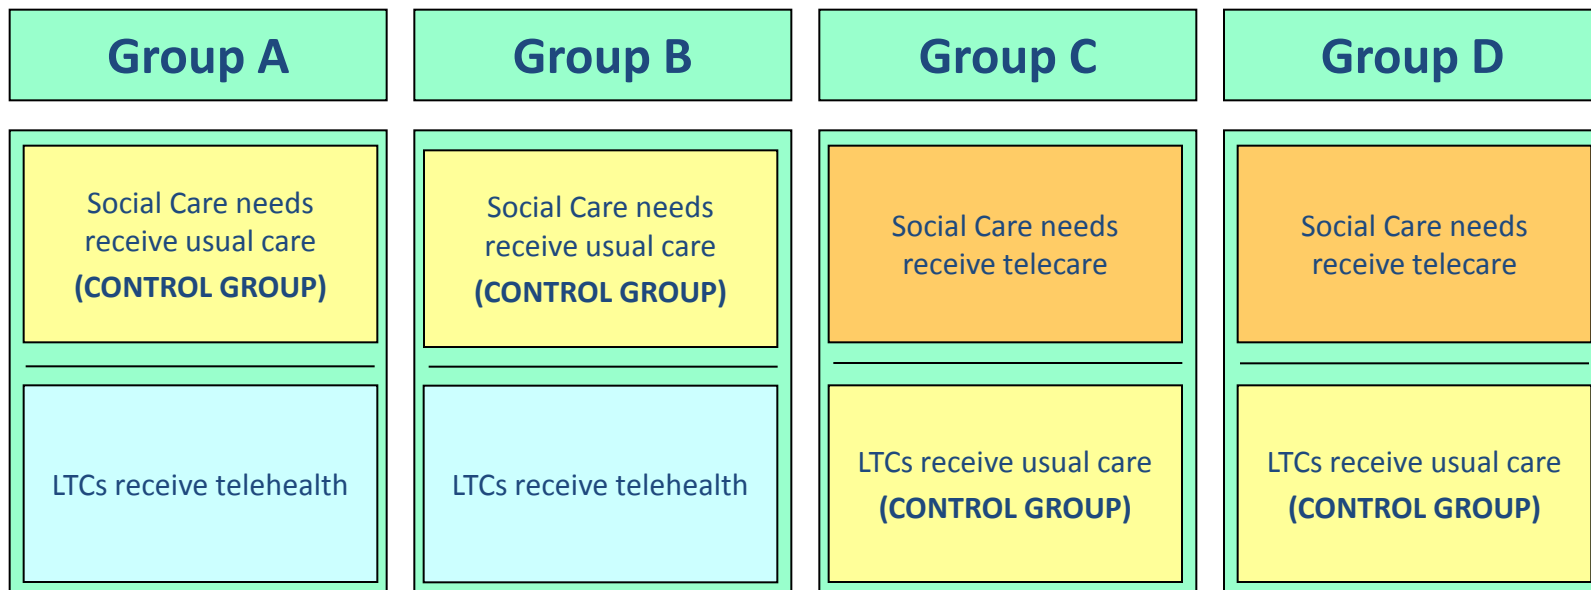 Group A
Group B
Group C
Group D
Social Care needs
receive usual care
(CONTROL GROUP)
Social Care needs
receive usual care
(CONTROL GROUP)
Social Care needs
receive telecare
Social Care needs
receive telecare
LTCs receive telehealth
LTCs receive telehealth
LTCs receive usual care
(CONTROL GROUP)
LTCs receive usual care
(CONTROL GROUP)